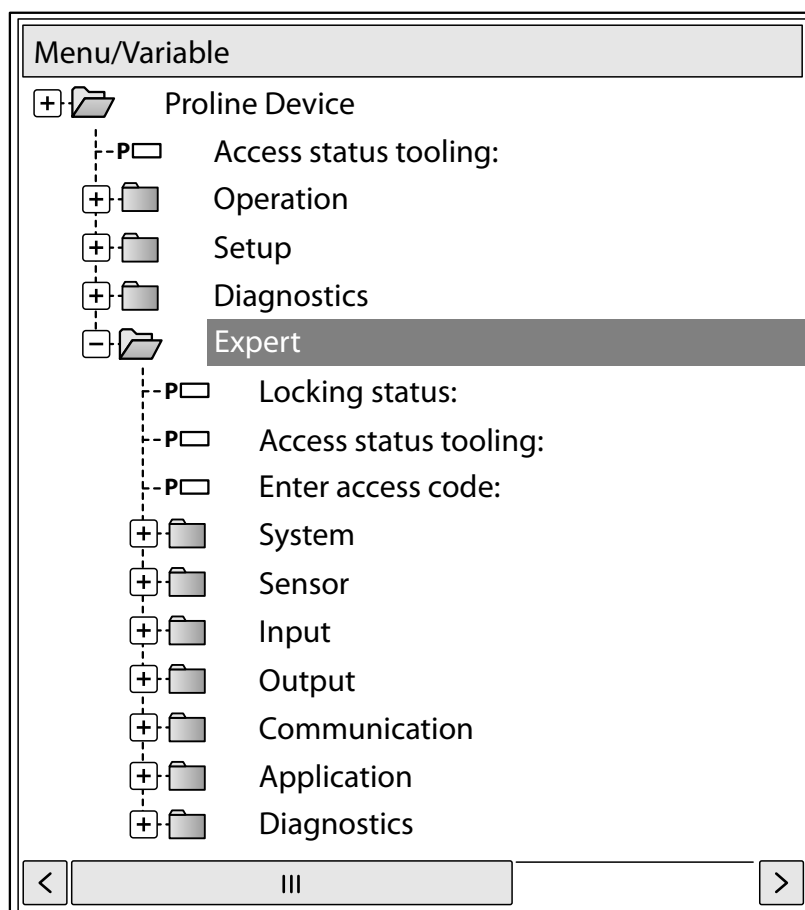 Menu/Variable
Proline Device
P Access status tooling:
Operation
Setup
Diagnostics
Expert
P Locking status:
P Access status tooling:
P Enter access code:
System
Sensor
Input
Output
Communication
Application
Diagnostics